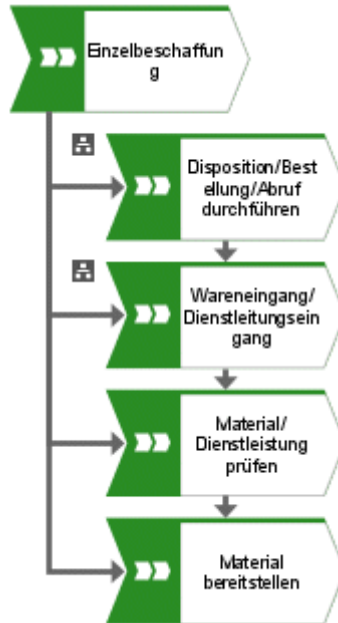 Einzelbeschaffun
g
Disposition/Best
ellung/Abruf
durchführen
Wareneingang/
Dienstleitungsein
gang
Material/
Dienstleistung
prüfen
Material
bereitstellen